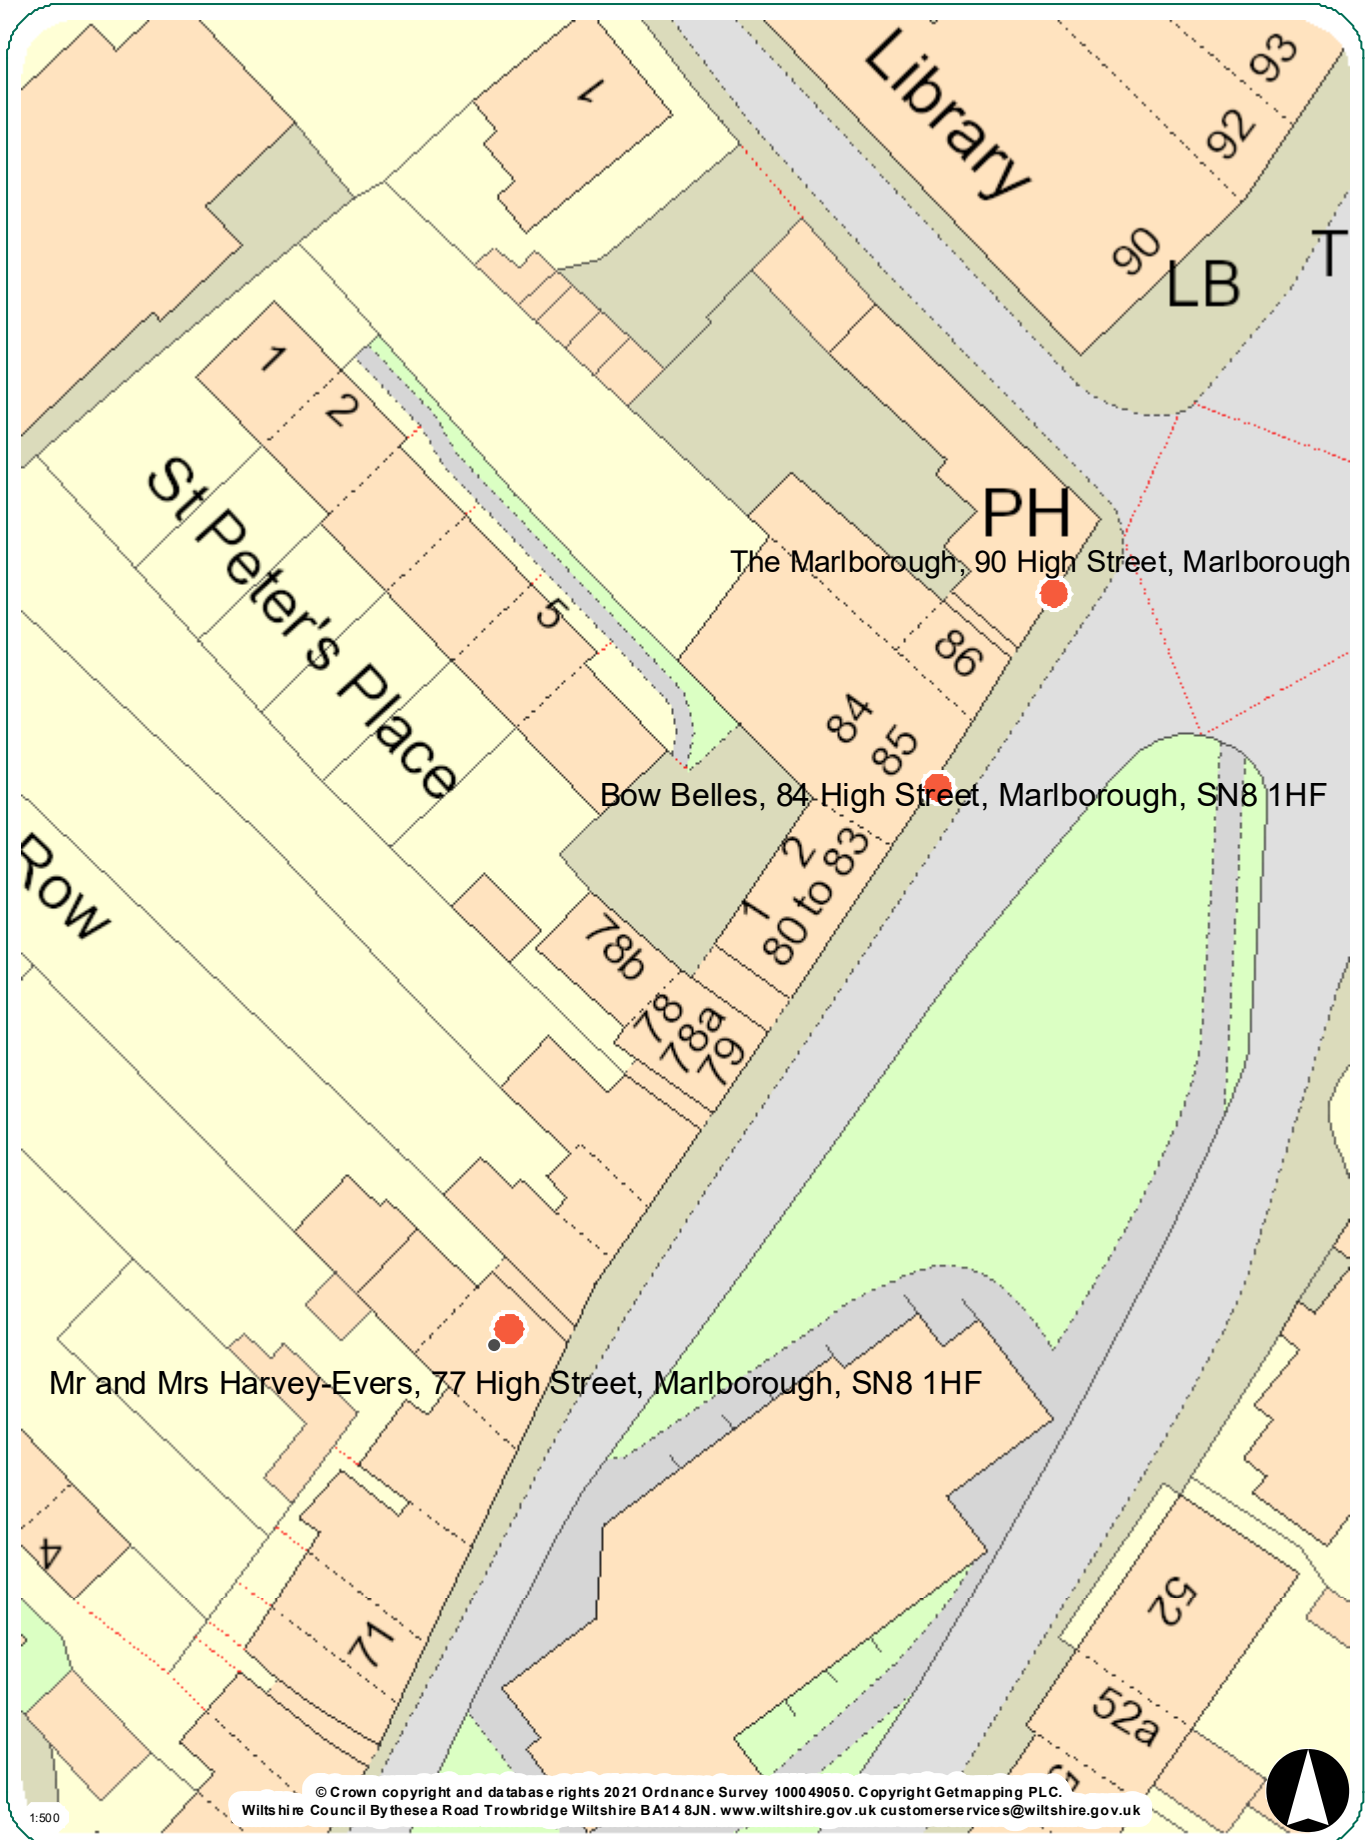 1
Library
93
92
90
LB
T
1
2
St Peter's Place
5
PH
The Marlborough, 90 High Street, Marlborough
86
84
85
Bow Belles, 84 High Street, Marlborough, SN8 1HF
2
1
80 to 83
Row
78b
78
78a
79
Mr and Mrs Harvey-Evers, 77 High Street, Marlborough, SN8 1HF
4
71
52
52a
© Crown copyright and database rights 2021 Ordnance Survey 100049050. Copyright Getmapping PLC.
Wiltshire Council Bythesea Road Trowbridge Wiltshire BA14 8JN. www.wiltshire.gov.uk customerservices@wiltshire.gov.uk
1:500